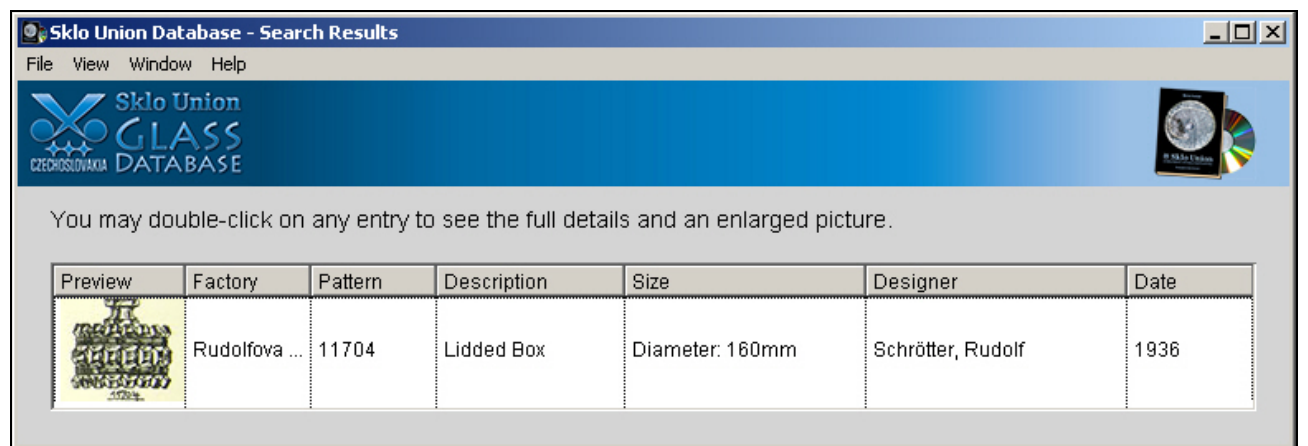 Sklo Union Database - Search Results
File View Window Help
Sklo Union
GLASS
CZECHOSLOVAKIA DATABASE
You may double-click on any entry to see the full details and an enlarged picture.
Preview Factory Pattern Description Size Designer Date
Rudolfova ... 11704 Lidded Box Diameter: 160mm Schrötter, Rudolf 1936
11704